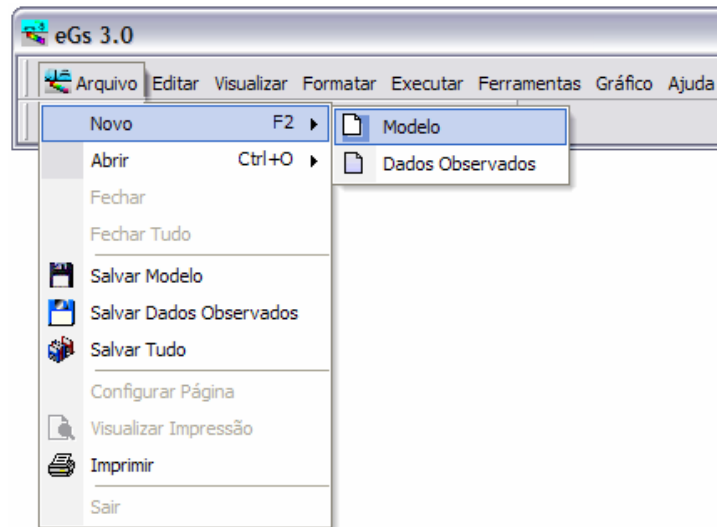 eGs 3.0
Arquivo Editar Visualizar Formatar Executar Ferramentas Gráfico Ajuda
Novo F2
Modelo
Abrir Ctrl+O
Dados Observados
Fechar
Fechar Tudo
Salvar Modelo
Salvar Dados Observados
Salvar Tudo
Configurar Página
Visualizar Impressão
Imprimir
Sair